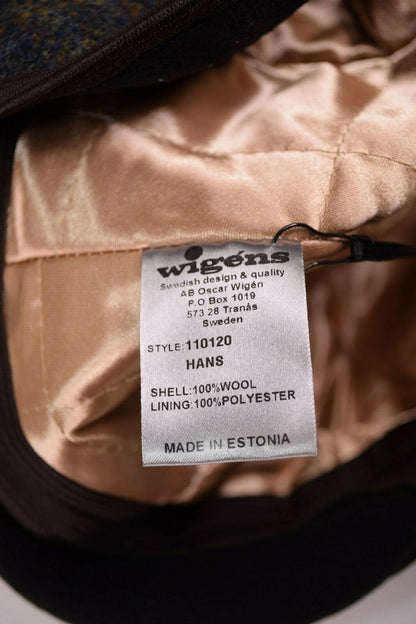 wigéns
Swedish design & quality
AB Oscar Wigén
P.O Box 1019
573 28 Tranås
Sweden
STYLE:110120
HANS
SHELL:100%WOOL
LINING:100%POLYESTER
MADE IN ESTONIA